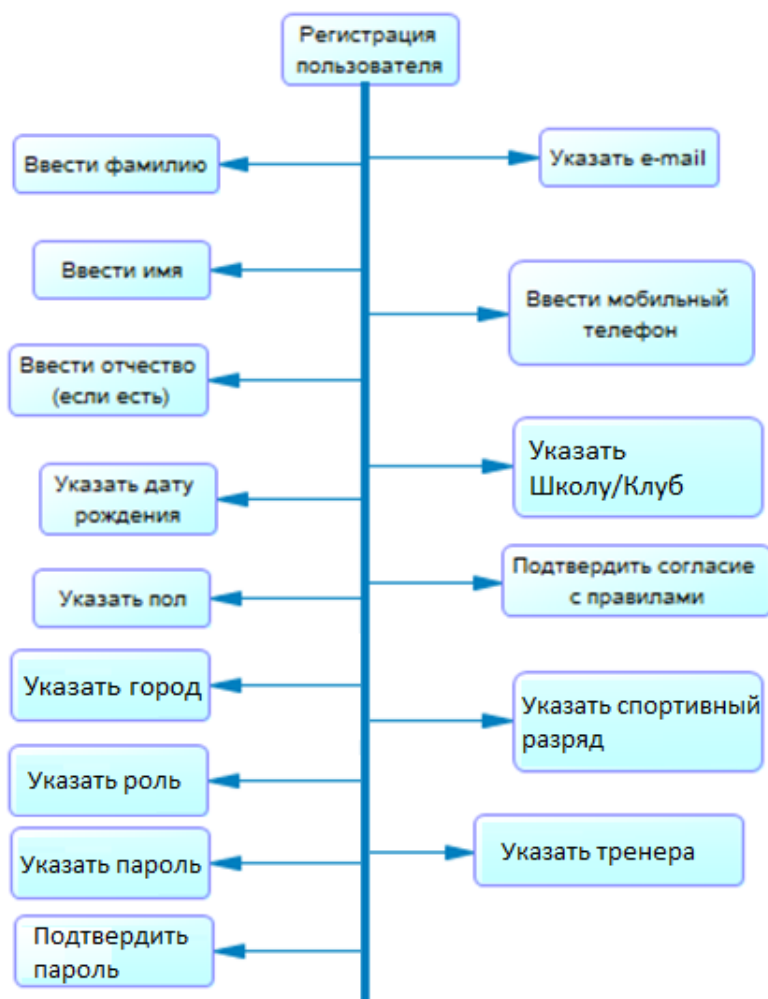 Регистрация
пользователя
Ввести фамилию
Указать e-mail
Ввести имя
Ввести мобильный
телефон
Ввести отчество
(если есть)
Указать
Школу/Клуб
Указать дату
рождения
Подтвердить согласие
с правилами
Указать пол
Указать город
Указать спортивный
разряд
Указать роль
Указать тренера
Указать пароль
Подтвердить
пароль